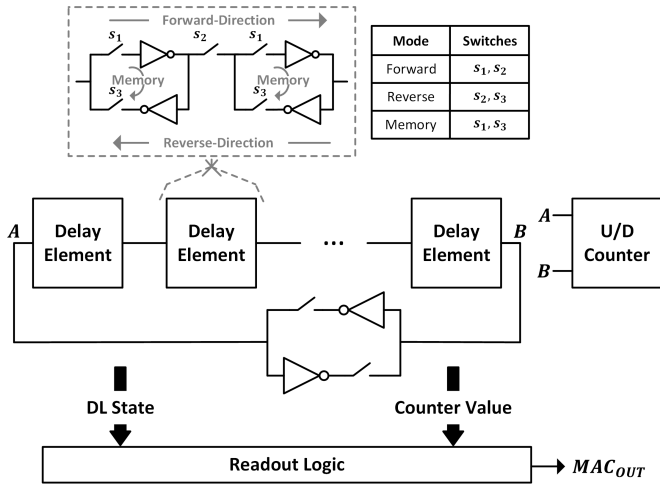 Forward-Direction
s1 s2 s1
Memory Memory
s3 s3
Reverse-Direction
Mode Switches
Forward s1, s2
Reverse s2, s3
Memory s1, s3
A Delay Element Delay Element ... Delay Element B
A U/D Counter
B
DL State Counter Value
Readout Logic MACOUT